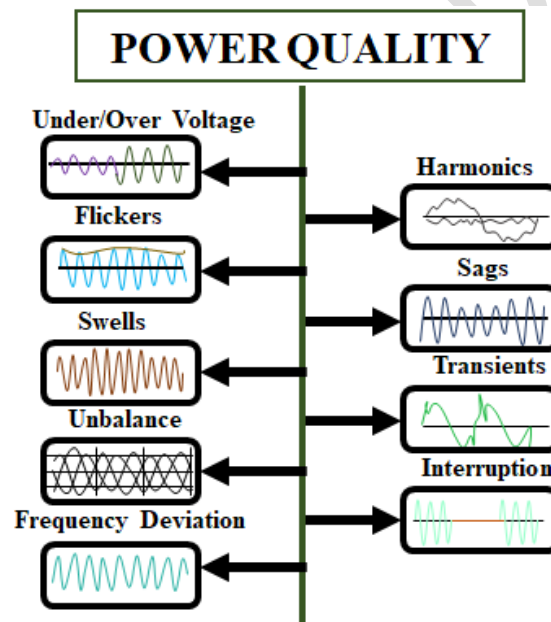 POWER QUALITY
Under/Over Voltage
Flickers
Swells
Unbalance
Frequency Deviation
Harmonics
Sags
Transients
Interruption